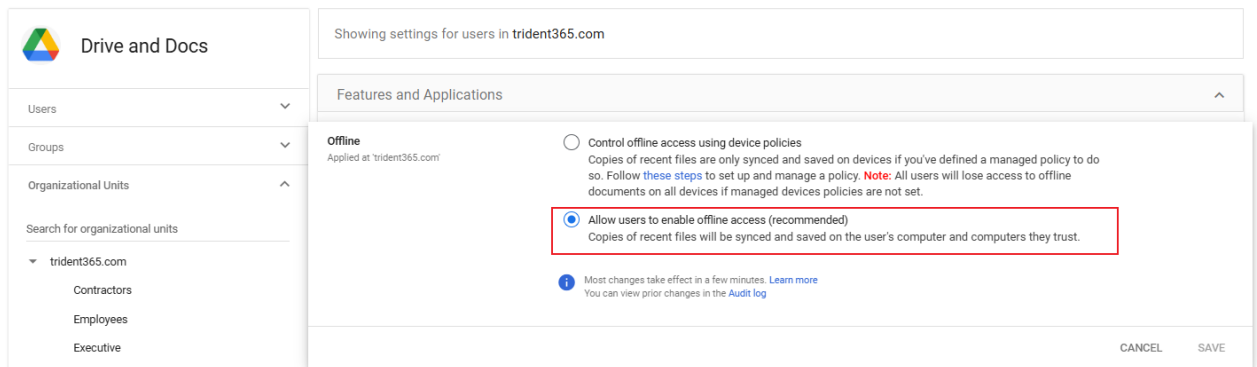 Drive and Docs
Users
Groups
Organizational Units
Search for organizational units
trident365.com
Contractors
Employees
Executive
Showing settings for users in trident365.com
Features and Applications
Offline
Applied at 'trident365.com'
Control offline access using device policies
Copies of recent files are only synced and saved on devices if you've defined a managed policy to do
so. Follow these steps to set up and manage a policy. Note: All users will lose access to offline
documents on all devices if managed devices policies are not set.
Allow users to enable offline access (recommended)
Copies of recent files will be synced and saved on the user's computer and computers they trust.
Most changes take effect in a few minutes. Learn more
You can view prior changes in the Audit log
CANCEL
SAVE